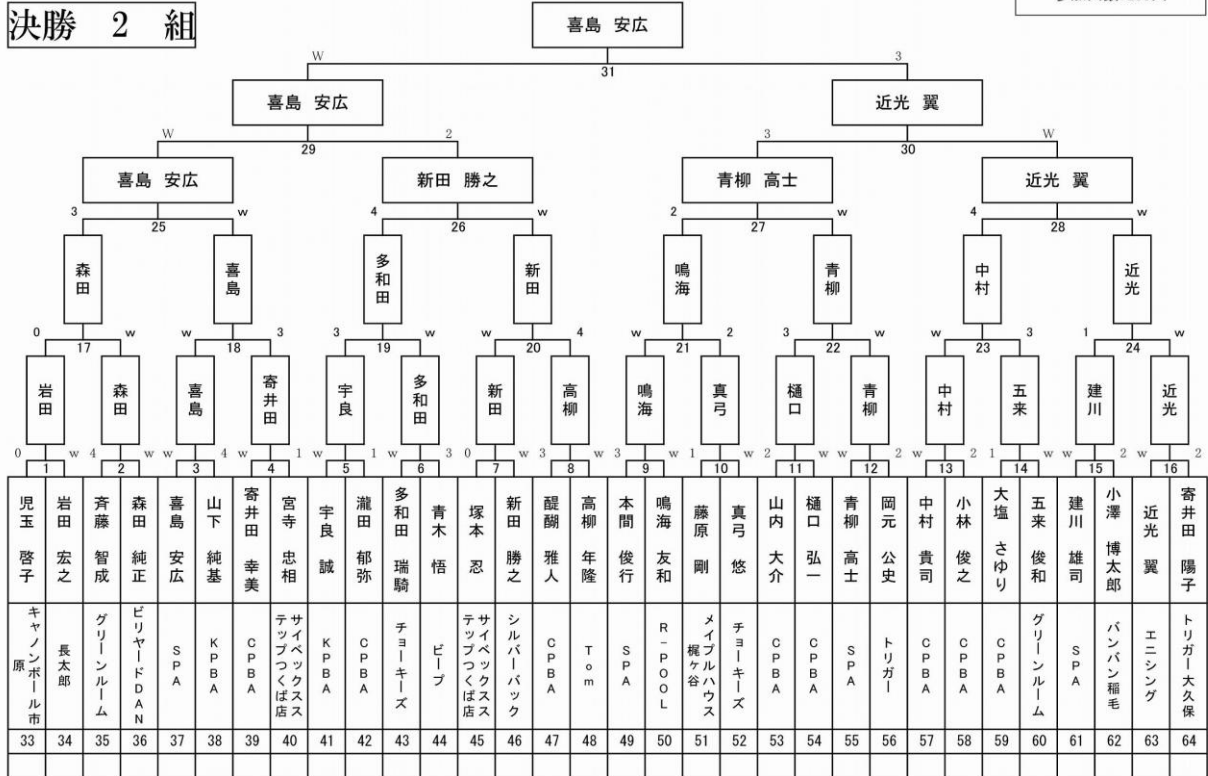 決勝 2 組
喜島 安広
W 3
31
喜島 安広 近光 翼
W 2 3 W
29 30
喜島 安広 新田 勝之 青柳 高士 近光 翼
3 w 4 w 2 w 4 w
25 26 27 28
森田 喜島 多和田 新田 鳴海 青柳 中村 近光
0 w w 3 3 w w 4 w 2 3 w w 3 1 w
17 18 19 20 21 22 23 24
岩田 森田 喜島 寄井田 宇良 多和田 新田 高柳 鳴海 真弓 樋口 青柳 中村 五来 建川 近光
0 w 4 w w 4 w 1 w 1 w 3 0 w 3 w 3 w 1 w 2 w w 2 w 2 1 w w 2 w 2
1 2 3 4 5 6 7 8 9 10 11 12 13 14 15 16
児玉 啓子 岩田 宏之 斉藤 智成 森田 純正 喜島 安広 山下 純基 寄井田 幸美 宮寺 忠相 宇良 誠 瀧田 郁弥 多和田 瑞騎 青木 悟 塚本 忍 新田 勝之 醍醐 雅人 高柳 年隆 本間 俊行 鳴海 友和 藤原 剛 真弓 悠 山内 大介 樋口 弘一 青柳 高士 岡元 公史 中村 貴司 小林 俊之 大塩 さゆり 五来 俊和 建川 雄司 小澤 博太郎 近光 翼 寄井田 陽子
キャノンボール市原 長太郎 グリーンルーム ビリヤードDAN SPA KPBA CPBA サイベックスステップつくば店 KPBA CPBA チョーキーズ ビープ サイベックスステップつくば店 シルバーバック CPBA Tom SPA R-POOL メイプルハウス梶ヶ谷 チョーキーズ CPBA CPBA SPA トリガー CPBA CPBA CPBA グリーンルーム SPA バンバン稲毛 エニシング トリガー大久保
33 34 35 36 37 38 39 40 41 42 43 44 45 46 47 48 49 50 51 52 53 54 55 56 57 58 59 60 61 62 63 64